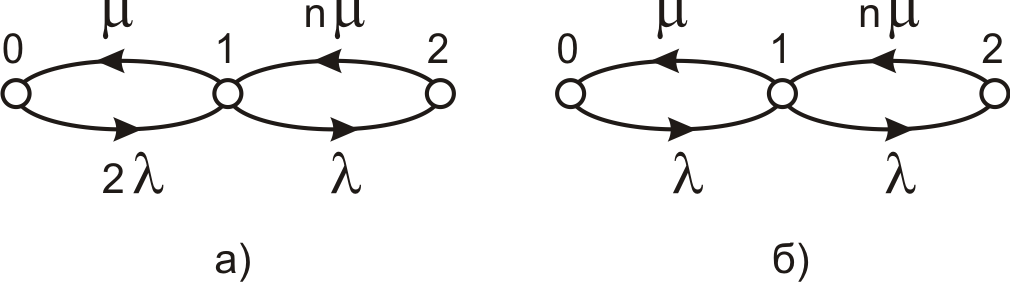 μ nμ μ nμ
0 1 2 0 1 2
2λ λ λ λ
а) б)